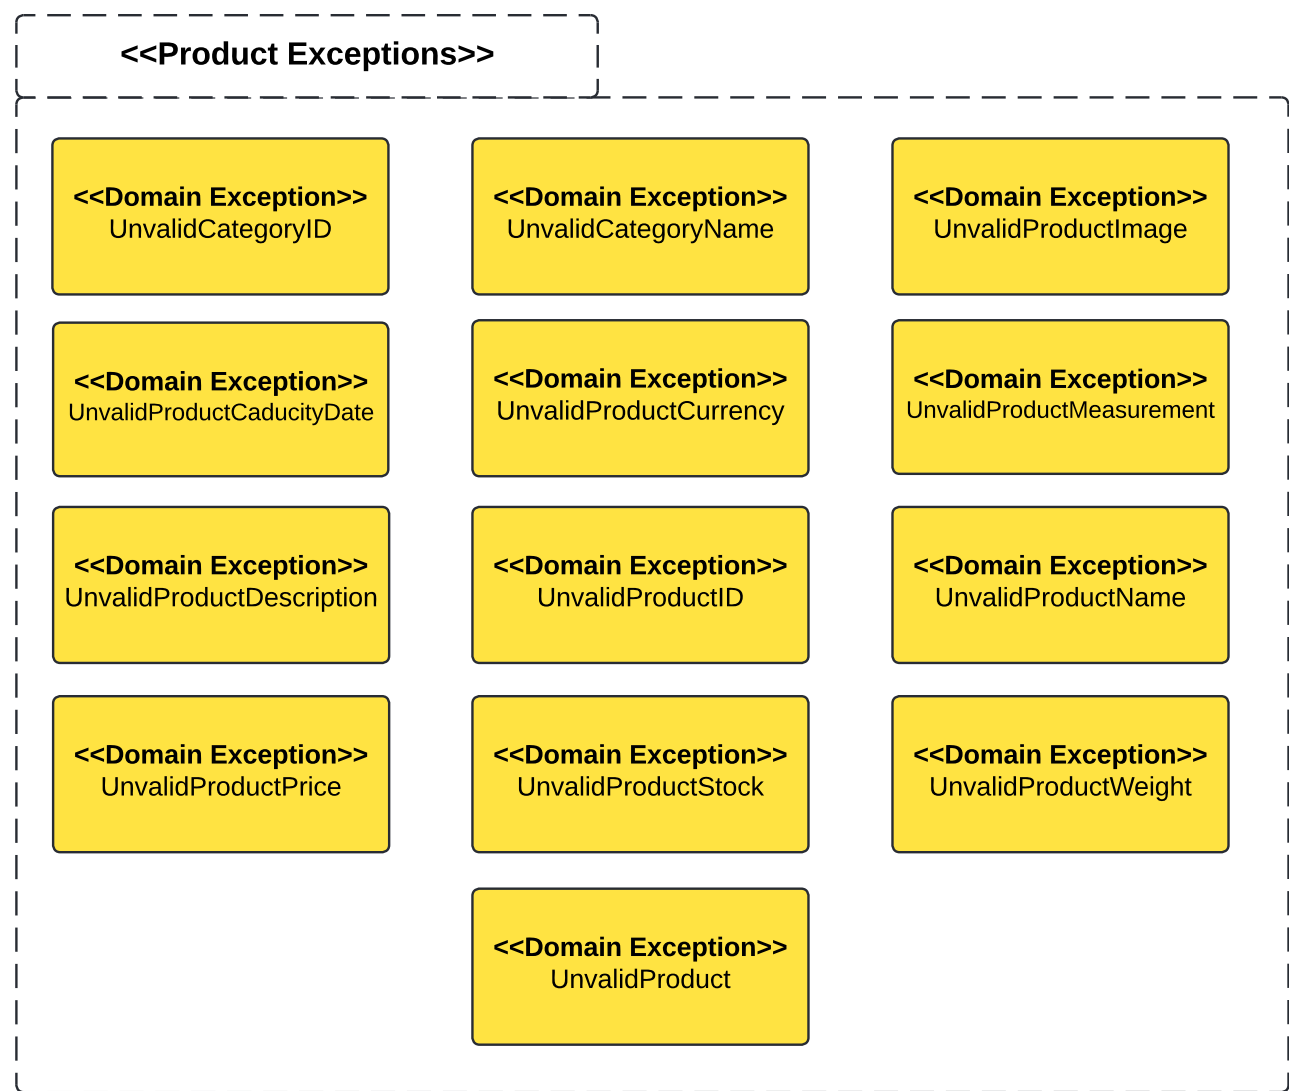 <<Product Exceptions>>
<<Domain Exception>>
UnvalidCategoryID
<<Domain Exception>>
UnvalidCategoryName
<<Domain Exception>>
UnvalidProductImage
<<Domain Exception>>
UnvalidProductCaducityDate
<<Domain Exception>>
UnvalidProductCurrency
<<Domain Exception>>
UnvalidProductMeasurement
<<Domain Exception>>
UnvalidProductDescription
<<Domain Exception>>
UnvalidProductID
<<Domain Exception>>
UnvalidProductName
<<Domain Exception>>
UnvalidProductPrice
<<Domain Exception>>
UnvalidProductStock
<<Domain Exception>>
UnvalidProductWeight
<<Domain Exception>>
UnvalidProduct